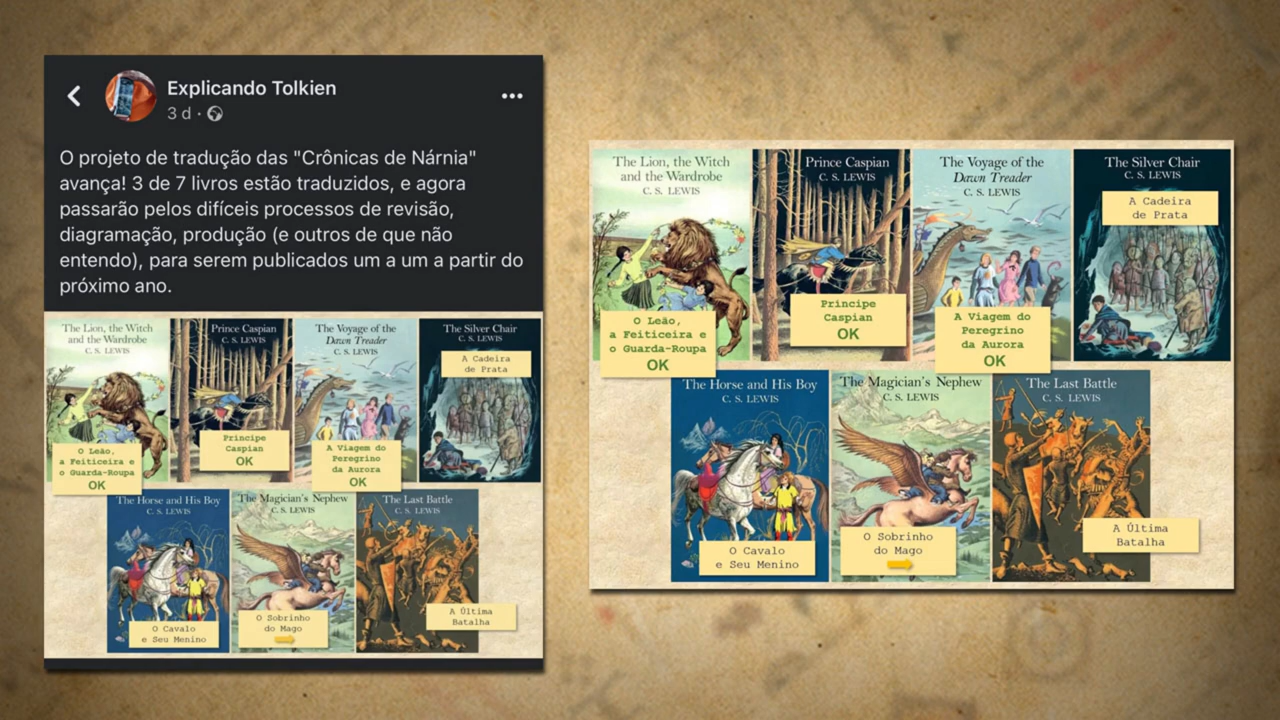 Explicando Tolkien
3 d ·
O projeto de tradução das "Crônicas de Nárnia"
avança! 3 de 7 livros estão traduzidos, e agora
passarão pelos difíceis processos de revisão,
diagramação, produção (e outros de que não
entendo), para serem publicados um a um a partir do
próximo ano.
The Lion, the Witch
and the Wardrobe
C. S. LEWIS
O Leão,
a Feiticeira e
o Guarda-Roupa
OK
Prince Caspian
C. S. LEWIS
Príncipe
Caspian
OK
The Voyage of the
Dawn Treader
C. S. LEWIS
A Viagem do
Peregrino
da Aurora
OK
The Silver Chair
C. S. LEWIS
A Cadeira
de Prata
The Horse and His Boy
C. S. LEWIS
O Cavalo
e Seu Menino
The Magician's Nephew
C. S. LEWIS
O Sobrinho
do Mago
The Last Battle
C. S. LEWIS
A Última
Batalha
The Lion, the Witch
and the Wardrobe
C. S. LEWIS
O Leão,
a Feiticeira e
o Guarda-Roupa
OK
Prince Caspian
C. S. LEWIS
Príncipe
Caspian
OK
The Voyage of the
Dawn Treader
C. S. LEWIS
A Viagem do
Peregrino
da Aurora
OK
The Silver Chair
C. S. LEWIS
A Cadeira
de Prata
The Horse and His Boy
C. S. LEWIS
O Cavalo
e Seu Menino
The Magician's Nephew
C. S. LEWIS
O Sobrinho
do Mago
The Last Battle
C. S. LEWIS
A Última
Batalha